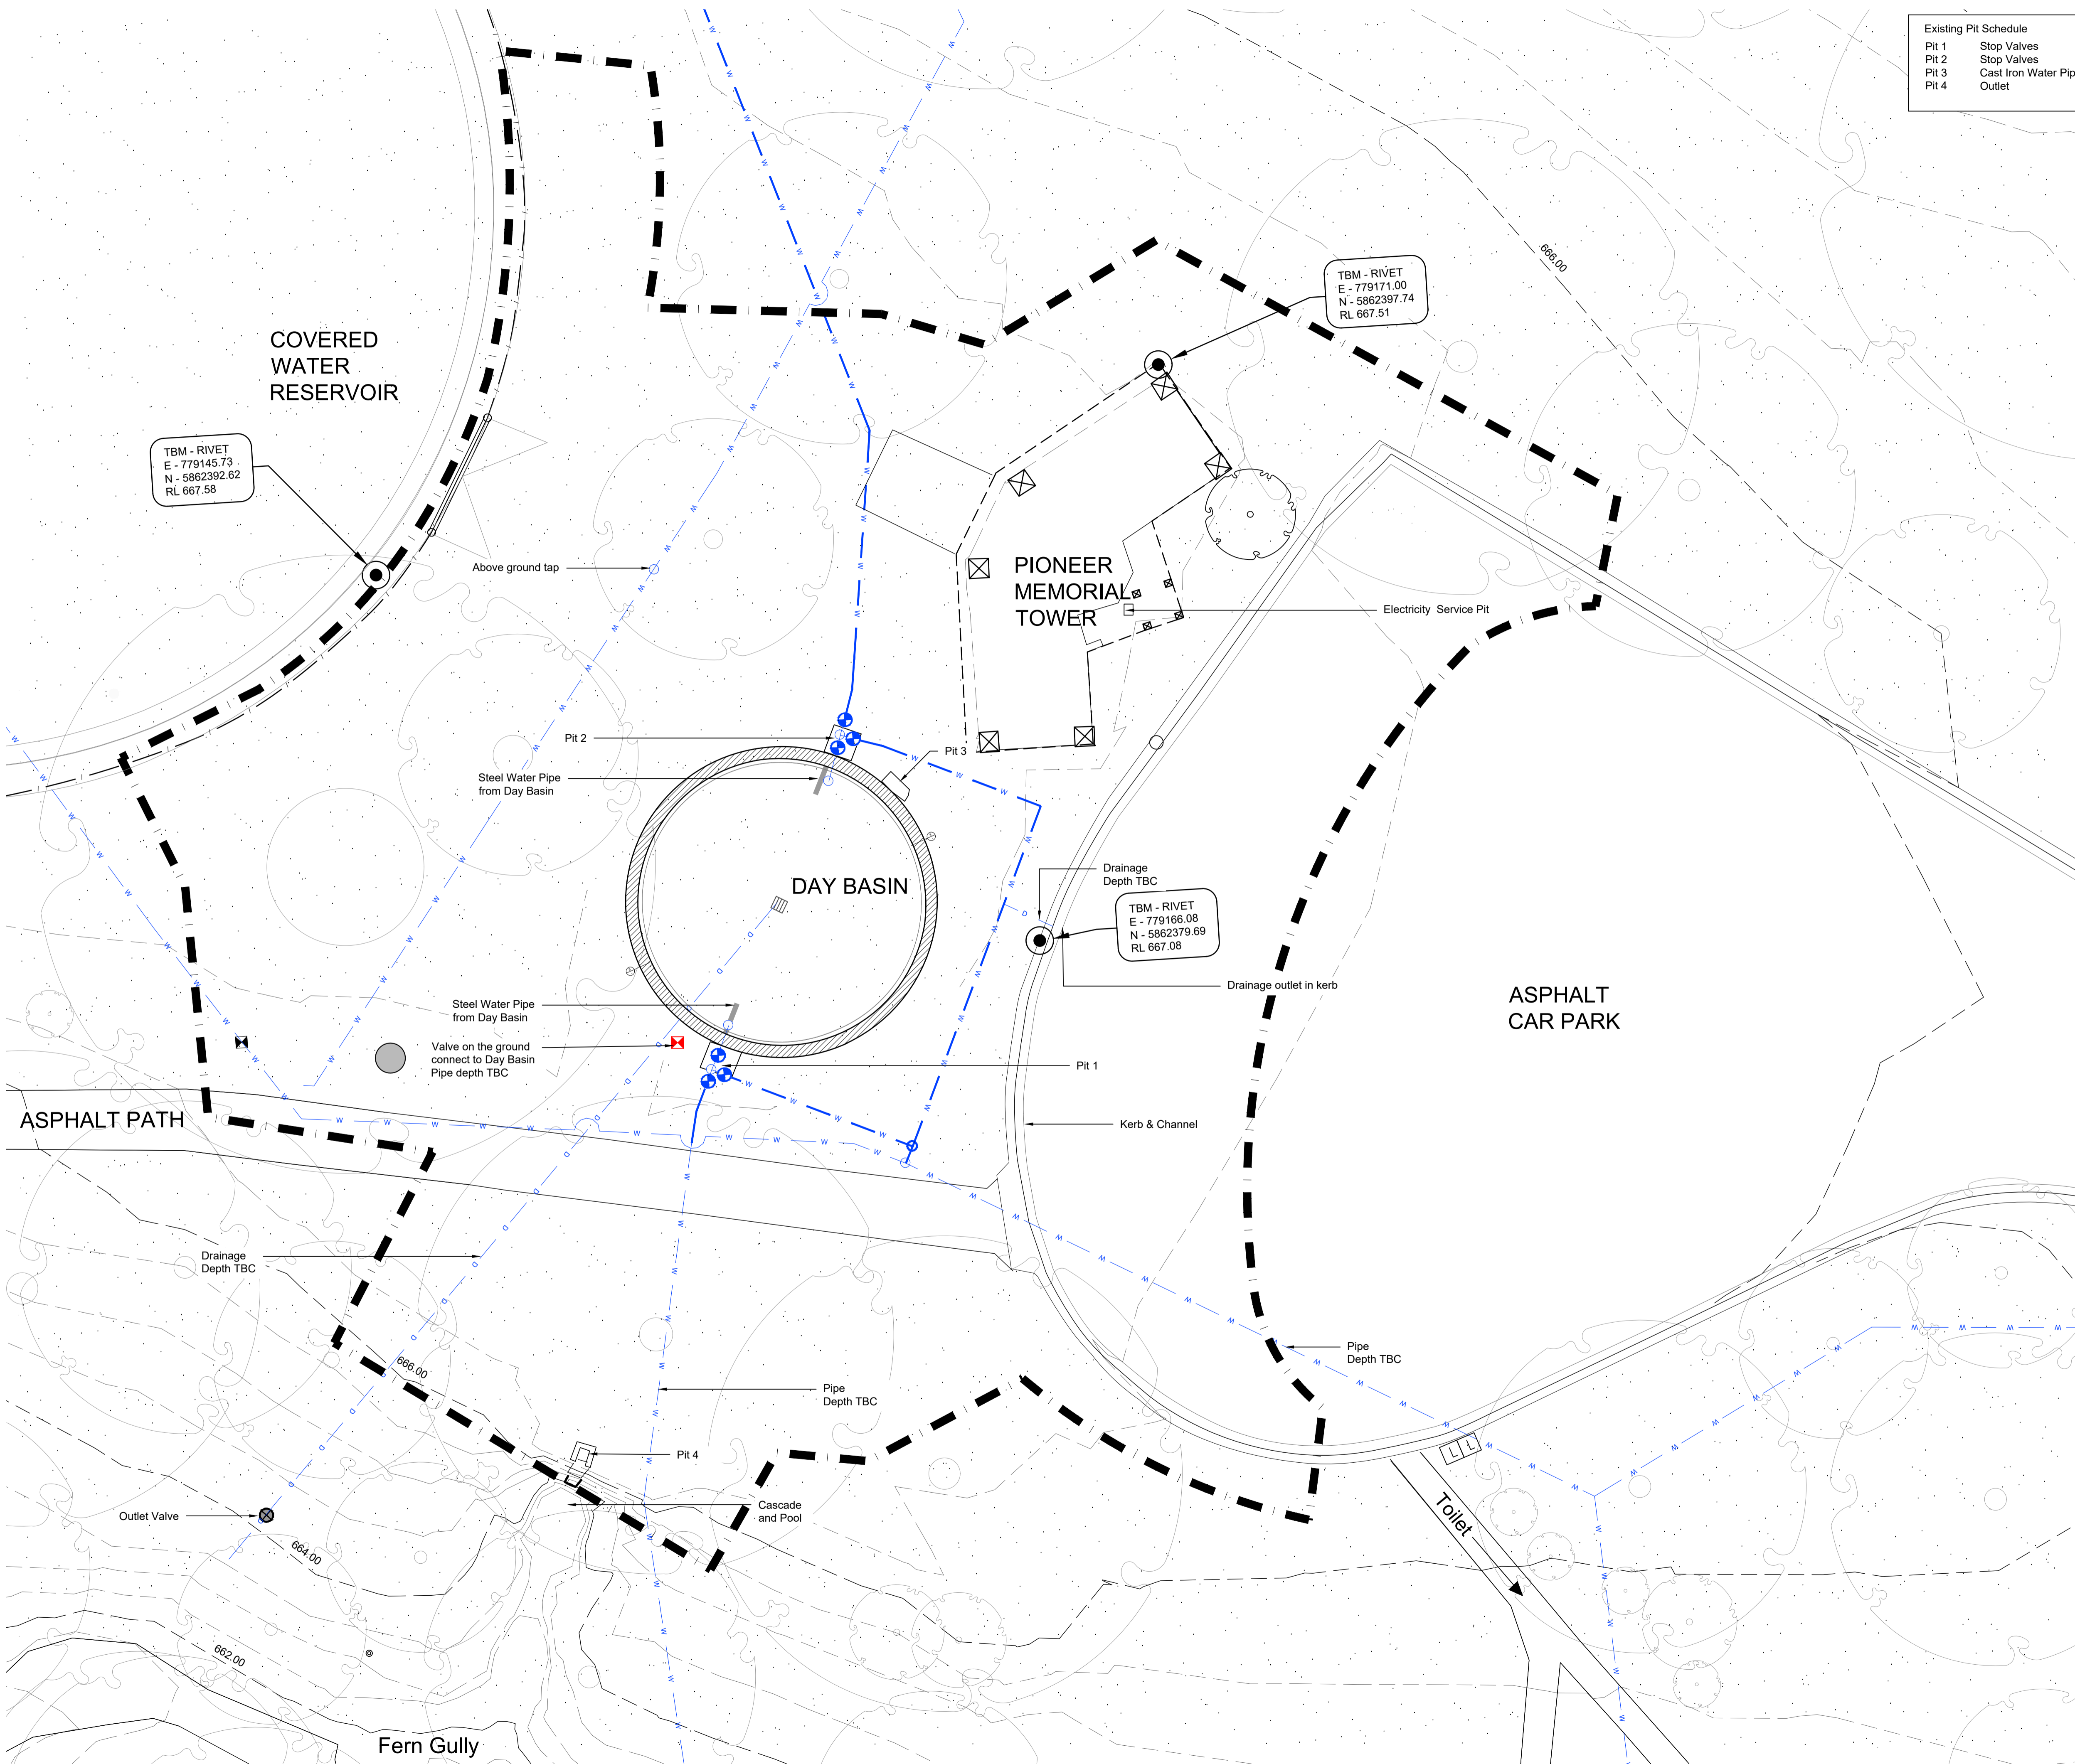 Existing Pit Schedule
Pit 1 Stop Valves
Pit 2 Stop Valves
Pit 3 Cast Iron Water Pip
Pit 4 Outlet
666.00
TBM - RIVET
E - 779171.00
N - 5862397.74
RL 667.51
COVERED
WATER
RESERVOIR
TBM - RIVET
E - 779145.73
N - 5862392.62
RL 667.58
Above ground tap
PIONEER
MEMORIAL
TOWER
Electricity Service Pit
Pit 2
Pit 3
Steel Water Pipe
from Day Basin
DAY BASIN
Drainage
Depth TBC
TBM - RIVET
E - 779166.08
N - 5862379.69
RL 667.08
Drainage outlet in kerb
ASPHALT
CAR PARK
Steel Water Pipe
from Day Basin
Valve on the ground
connect to Day Basin
Pipe depth TBC
Pit 1
ASPHALT PATH
Kerb & Channel
Drainage
Depth TBC
666.00
Pipe
Depth TBC
Pipe
Depth TBC
Pit 4
L L
Cascade
and Pool
Outlet Valve
Toilet
664.00
662.00
Fern Gully